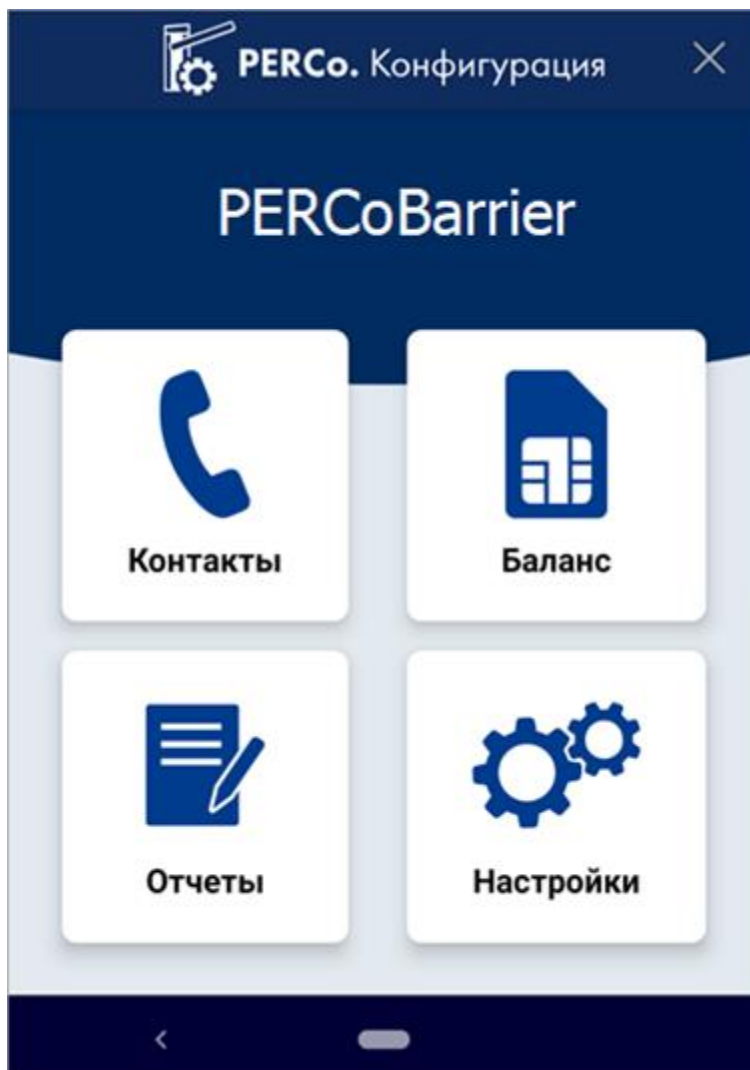 PERCo. Конфигурация
PERCoBarrier
Контакты
Баланс
Отчеты
Настройки